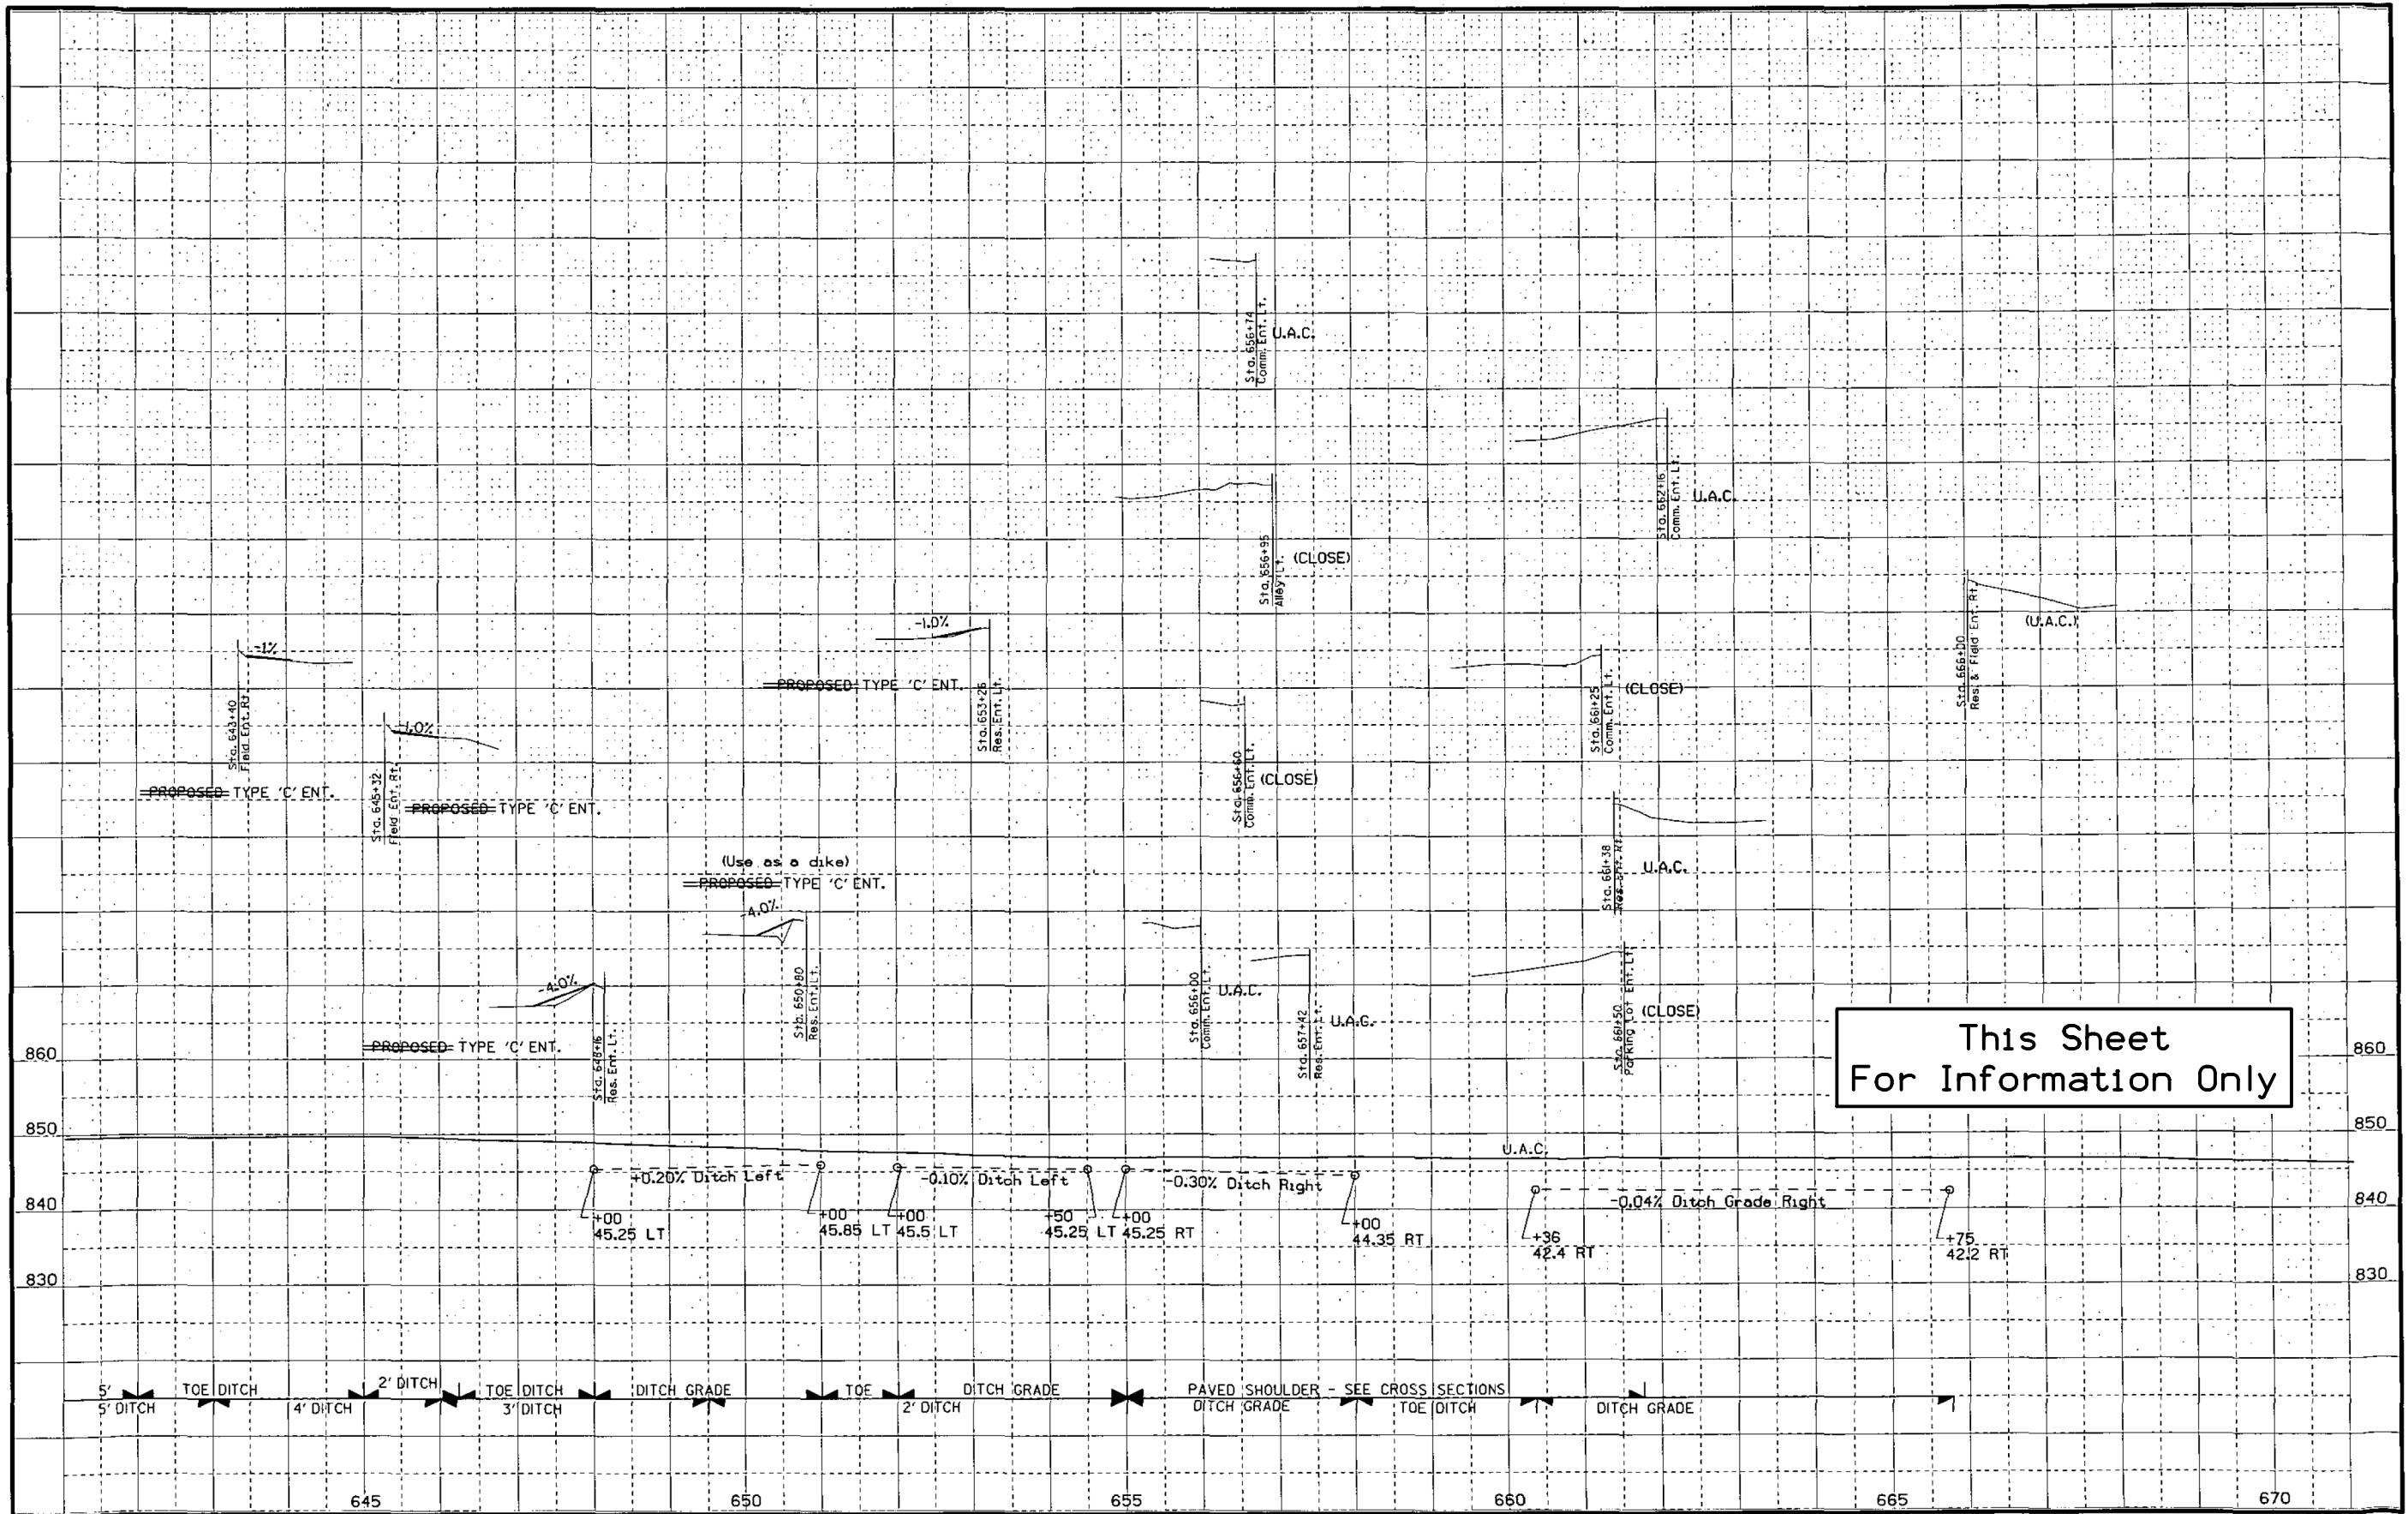 Sta. 656+74
Comm. Ent. Lt.
U.A.C.
Sta. 662+16
Comm. Ent. Lt.
U.A.C.
Sta. 656+95
Alley Lt.
(CLOSE)
-1.0%
PROPOSED TYPE 'C' ENT.
Sta. 653+26
Res. Ent. Lt.
-1%
Sta. 643+40
Field Ent. Rt.
PROPOSED TYPE 'C' ENT.
-1.0%
Sta. 645+32
Field Ent. Rt.
PROPOSED TYPE 'C' ENT.
Sta. 656+60
Comm. Ent. Lt.
(CLOSE)
Sta. 661+25
Comm. Ent. Lt.
(CLOSE)
Sta. 666+00
Res. & Field Ent. Rt.
(U.A.C.)
Sta. 661+38
Res. Ent. Rt.
U.A.C.
(Use as a dike)
PROPOSED TYPE 'C' ENT.
-4.0%
Sta. 650+80
Res. Ent. Lt.
-4.0%
PROPOSED TYPE 'C' ENT.
Sta. 648+16
Res. Ent. Lt.
Sta. 656+00
Comm. Ent. Lt.
U.A.C.
Sta. 657+42
Res. Ent. Lt.
U.A.C.
Sta. 661+50
Parking Lot Ent. Lt.
(CLOSE)
This Sheet
For Information Only
860 860
850 850
840 840
830 830
U.A.C.
+0.20% Ditch Left
-0.10% Ditch Left
-0.30% Ditch Right
-0.04% Ditch Grade Right
+00
45.25 LT
+00
45.85 LT
+00
45.5 LT
+50
45.25 LT
+00
45.25 RT
+00
44.35 RT
+36
42.4 RT
+75
42.2 RT
5' TOE DITCH 2' DITCH TOE DITCH DITCH GRADE TOE DITCH GRADE PAVED SHOULDER - SEE CROSS SECTIONS
5' DITCH 4' DITCH 3' DITCH 2' DITCH DITCH GRADE TOE DITCH DITCH GRADE
645 650 655 660 665 670